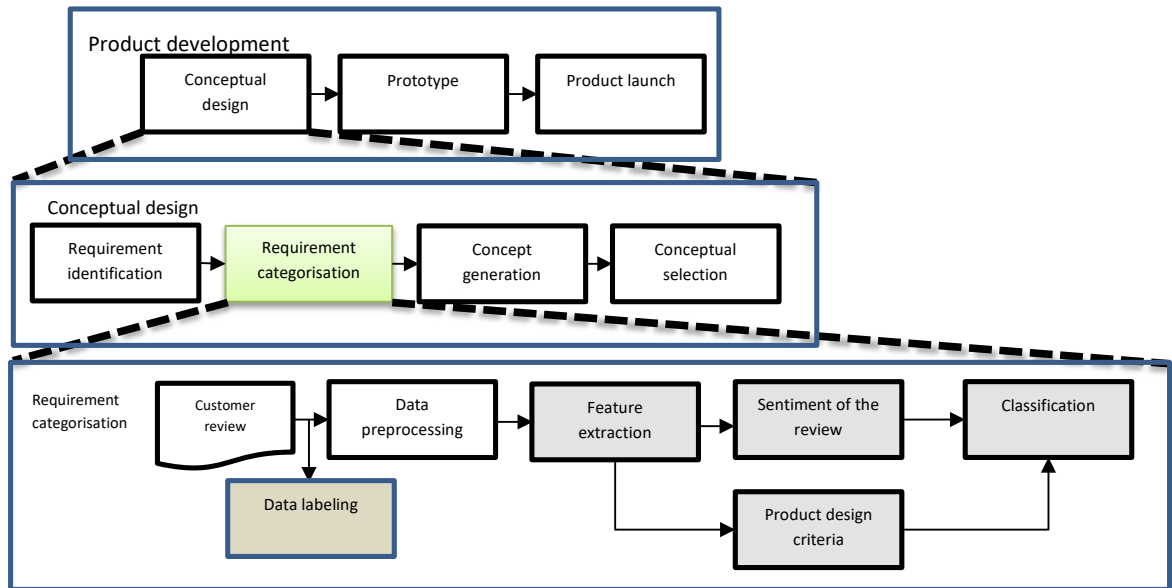 Product development
Conceptual
design
Prototype
Product launch
Conceptual design
Requirement
identification
Requirement
categorisation
Concept
generation
Conceptual
selection
Requirement
categorisation
Customer
review
Data
preprocessing
Feature
extraction
Sentiment of the
review
Classification
Data labeling
Product design
criteria